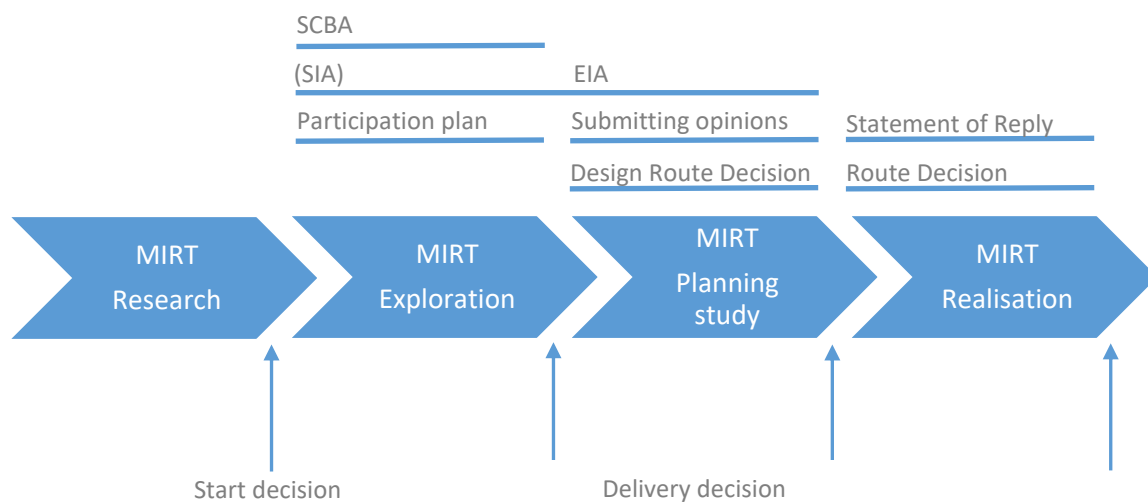 SCBA
(SIA)
EIA
Participation plan
Submitting opinions
Statement of Reply
Design Route Decision
Route Decision
MIRT
Research
MIRT
Exploration
MIRT
Planning
study
MIRT
Realisation
Start decision
Delivery decision